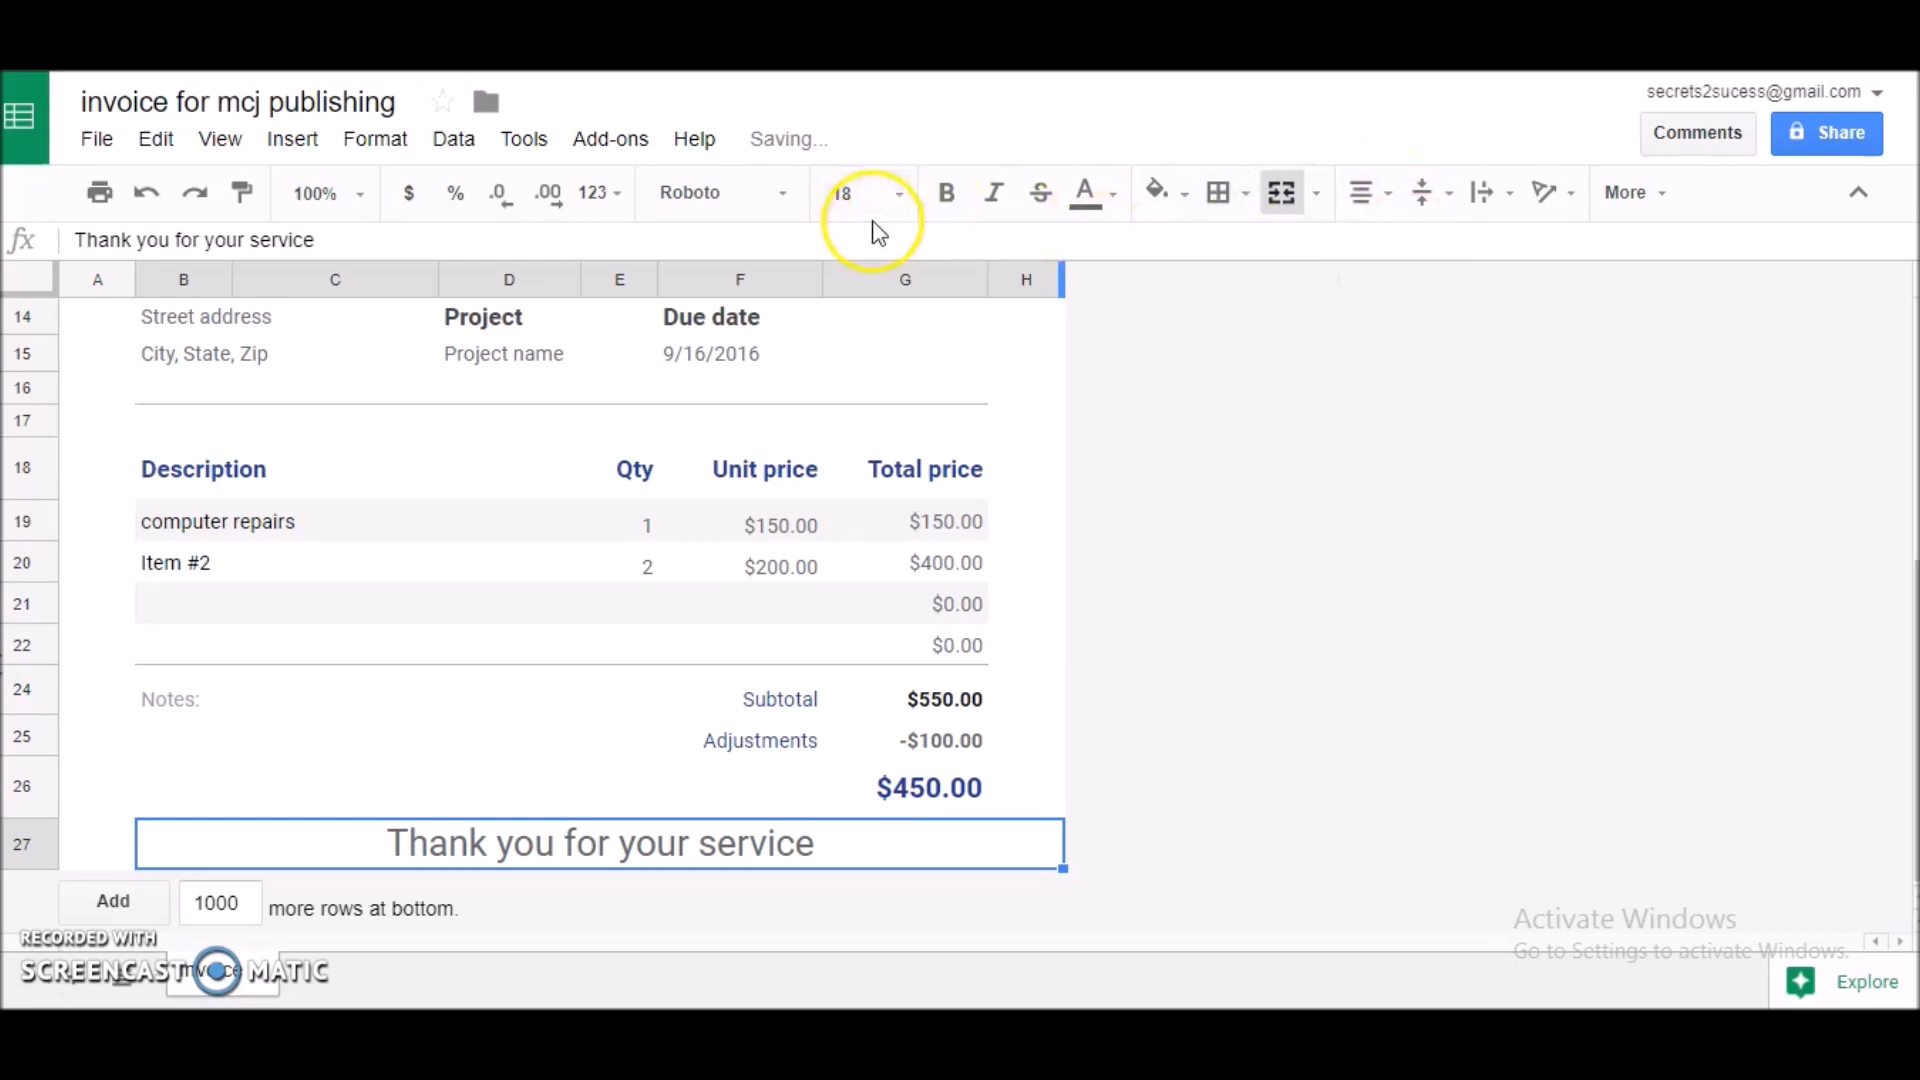 invoice for mcj publishing
secrets2sucess@gmail.com
File Edit View Insert Format Data Tools Add-ons Help Saving...
Comments Share
100% $ % .0 .00 123 Roboto 18 B I S A More
fx Thank you for your service
A B C D E F G H
14 Street address Project Due date
15 City, State, Zip Project name 9/16/2016
16
17
18 Description Qty Unit price Total price
19 computer repairs 1 $150.00 $150.00
20 Item #2 2 $200.00 $400.00
21 $0.00
22 $0.00
24 Notes: Subtotal $550.00
25 Adjustments -$100.00
26 $450.00
27 Thank you for your service
Add 1000 more rows at bottom.
Activate Windows
Go to Settings to activate Windows.
RECORDED WITH
SCREENCAST MATIC
Explore